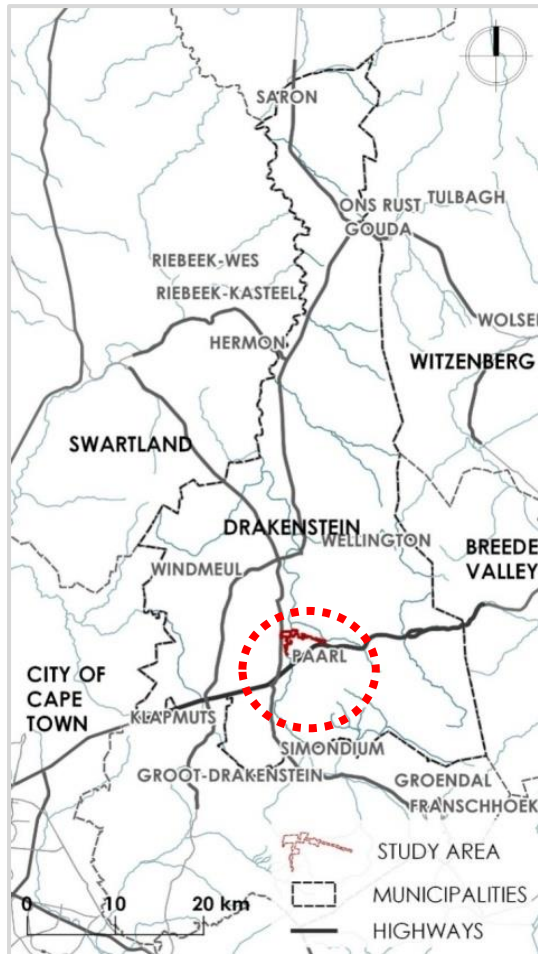 SARON
ONS RUST
TULBAGH
GOUDA
RIEBEEK-WES
RIEBEEK-KASTEEL
HERMON
WITZENBERG
SWARTLAND
DRAKENSTEIN
WELLINGTON
WINDMEUL
BREEDE
VALLEY
PAARL
CITY OF
CAPE
TOWN
KLAPMUTS
SIMONDIUM
GROOT-DRAKENSTEIN
GROENDAL
FRANSCHHOEK
STUDY AREA
MUNICIPALITIES
HIGHWAYS
0 10 20 km